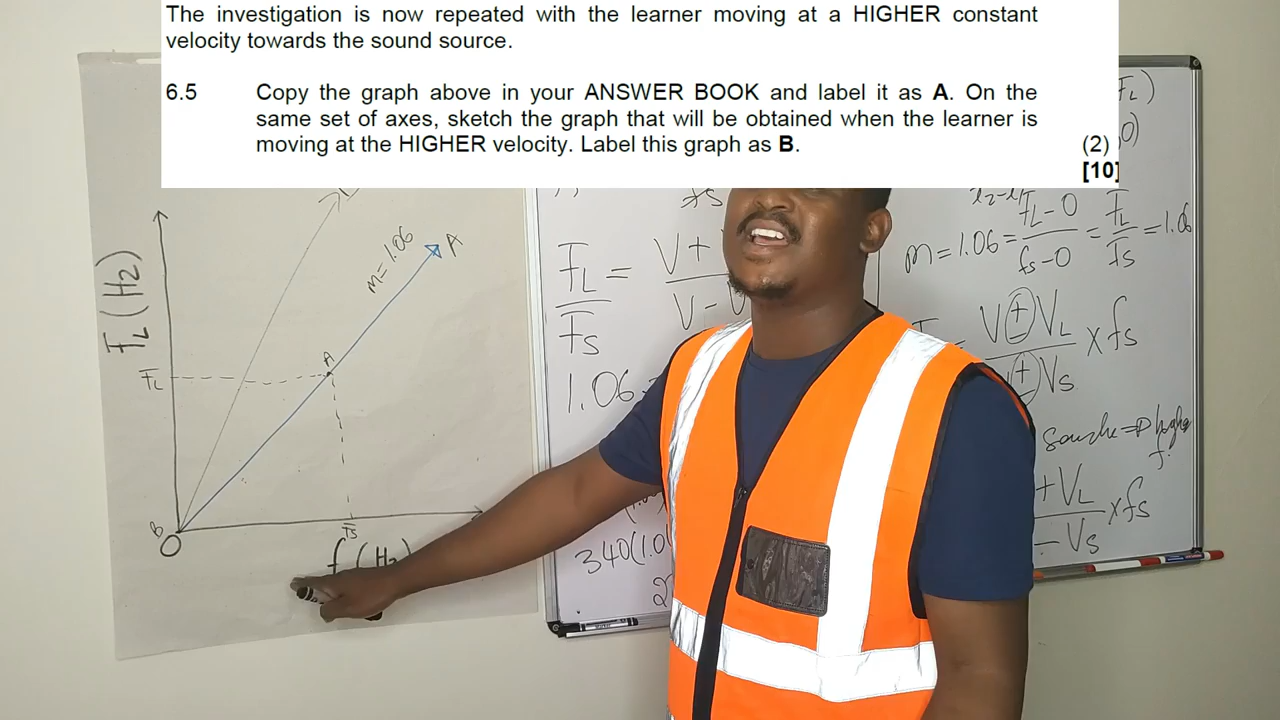 The investigation is now repeated with the learner moving at a HIGHER constant
velocity towards the sound source.
6.5 Copy the graph above in your ANSWER BOOK and label it as A. On the
same set of axes, sketch the graph that will be obtained when the learner is
moving at the HIGHER velocity. Label this graph as B.
(2)
[10]
FL (Hz)
m= 1.06
A
A
FL
B
O
fs
f (Hz)
fs
FL = V+
fs V-
1.06
340(1.0
FL)
0)
m=1.06 = fL-0 = FL = 1.06
fs-0 fs
V+VL x fs
+ Vs
+VL x fs
- Vs